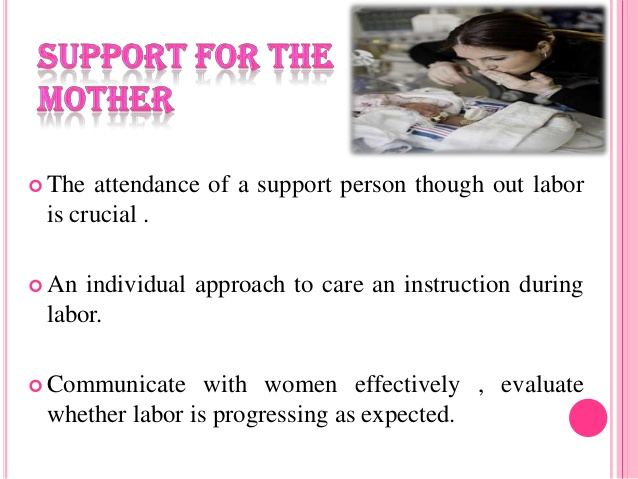 SUPPORT FOR THE
MOTHER
The attendance of a support person though out labor
is crucial .
An individual approach to care an instruction during
labor.
Communicate with women effectively , evaluate
whether labor is progressing as expected.